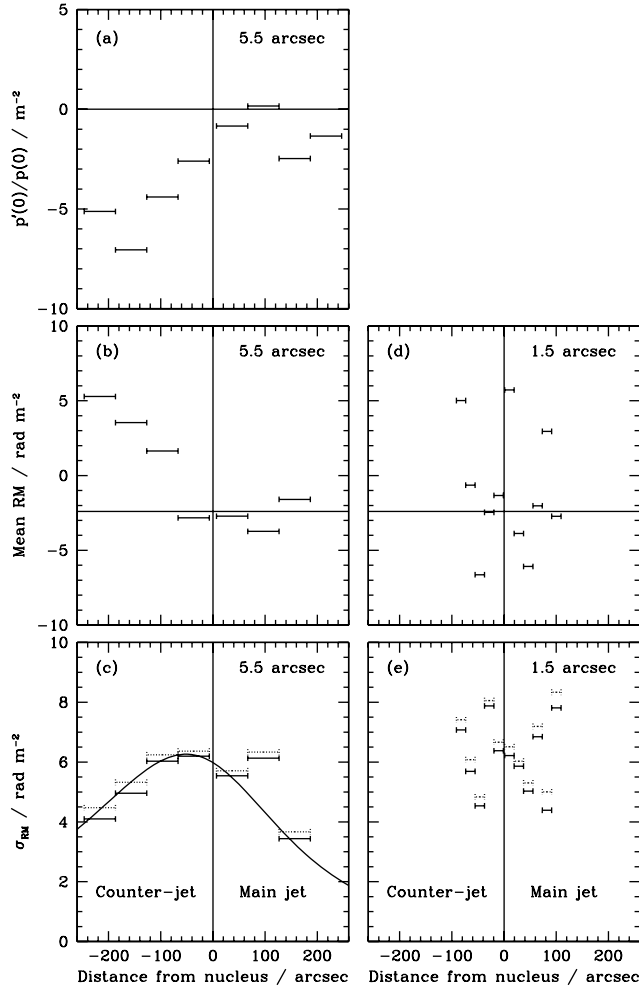 (a) 5.5 arcsec
5
0
−5
−10
p'(0)/p(0) / m⁻²
(b) 5.5 arcsec
(d) 1.5 arcsec
10
5
0
−5
−10
Mean RM / rad m⁻²
(c) 5.5 arcsec
(e) 1.5 arcsec
10
8
6
4
2
0
σRM / rad m⁻²
Counter-jet Main jet
Counter-jet Main jet
−200 −100 0 100 200
−200 −100 0 100 200
Distance from nucleus / arcsec
Distance from nucleus / arcsec